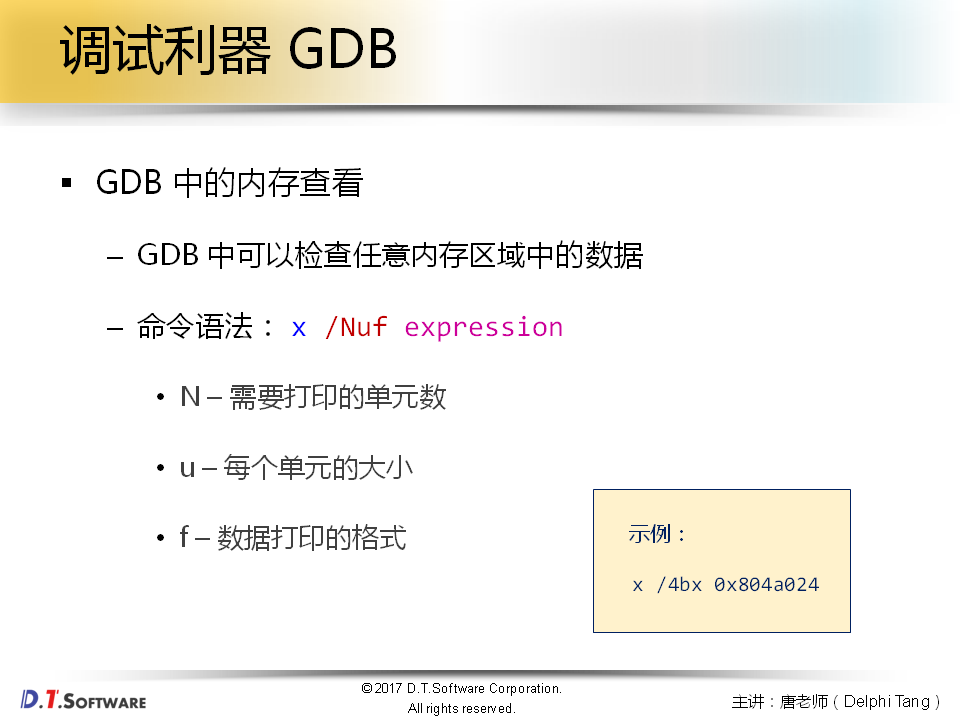 调试利器 GDB
▪ GDB 中的内存查看
– GDB 中可以检查任意内存区域中的数据
– 命令语法： x /Nuf expression
• N – 需要打印的单元数
• u – 每个单元的大小
• f – 数据打印的格式
示例：
x /4bx 0x804a024
D.T.SOFTWARE
©2017 D.T.Software Corporation.
All rights reserved.
主讲：唐老师（Delphi Tang）